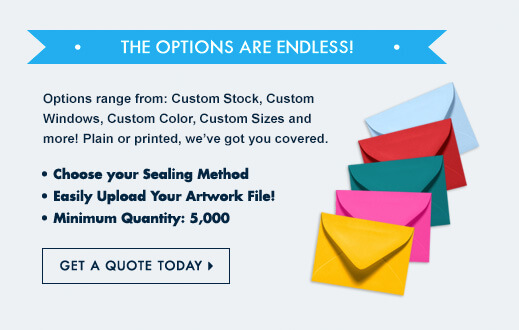 THE OPTIONS ARE ENDLESS!
Options range from: Custom Stock, Custom
Windows, Custom Color, Custom Sizes and
more! Plain or printed, we’ve got you covered.
• Choose your Sealing Method
• Easily Upload Your Artwork File!
• Minimum Quantity: 5,000
GET A QUOTE TODAY